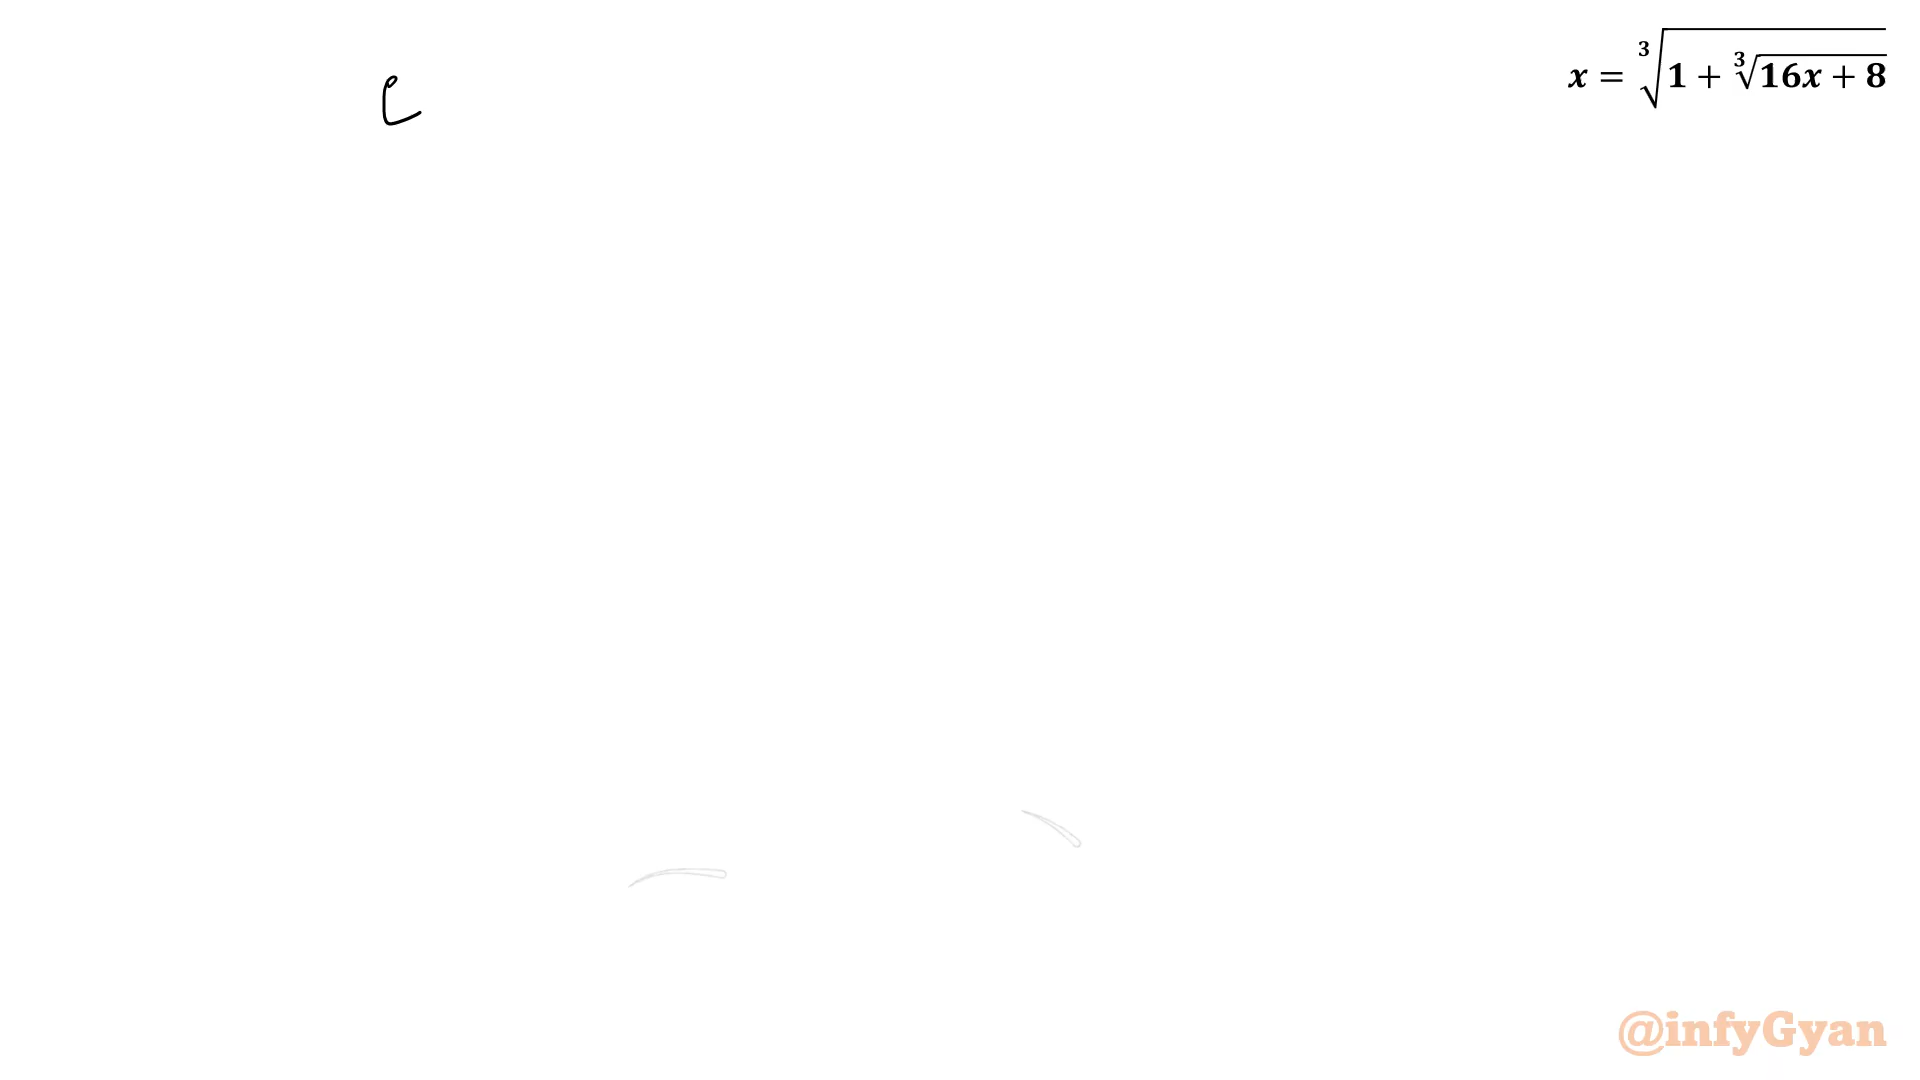 x = ∛(1 + ∛(16x + 8))
@infyGyan